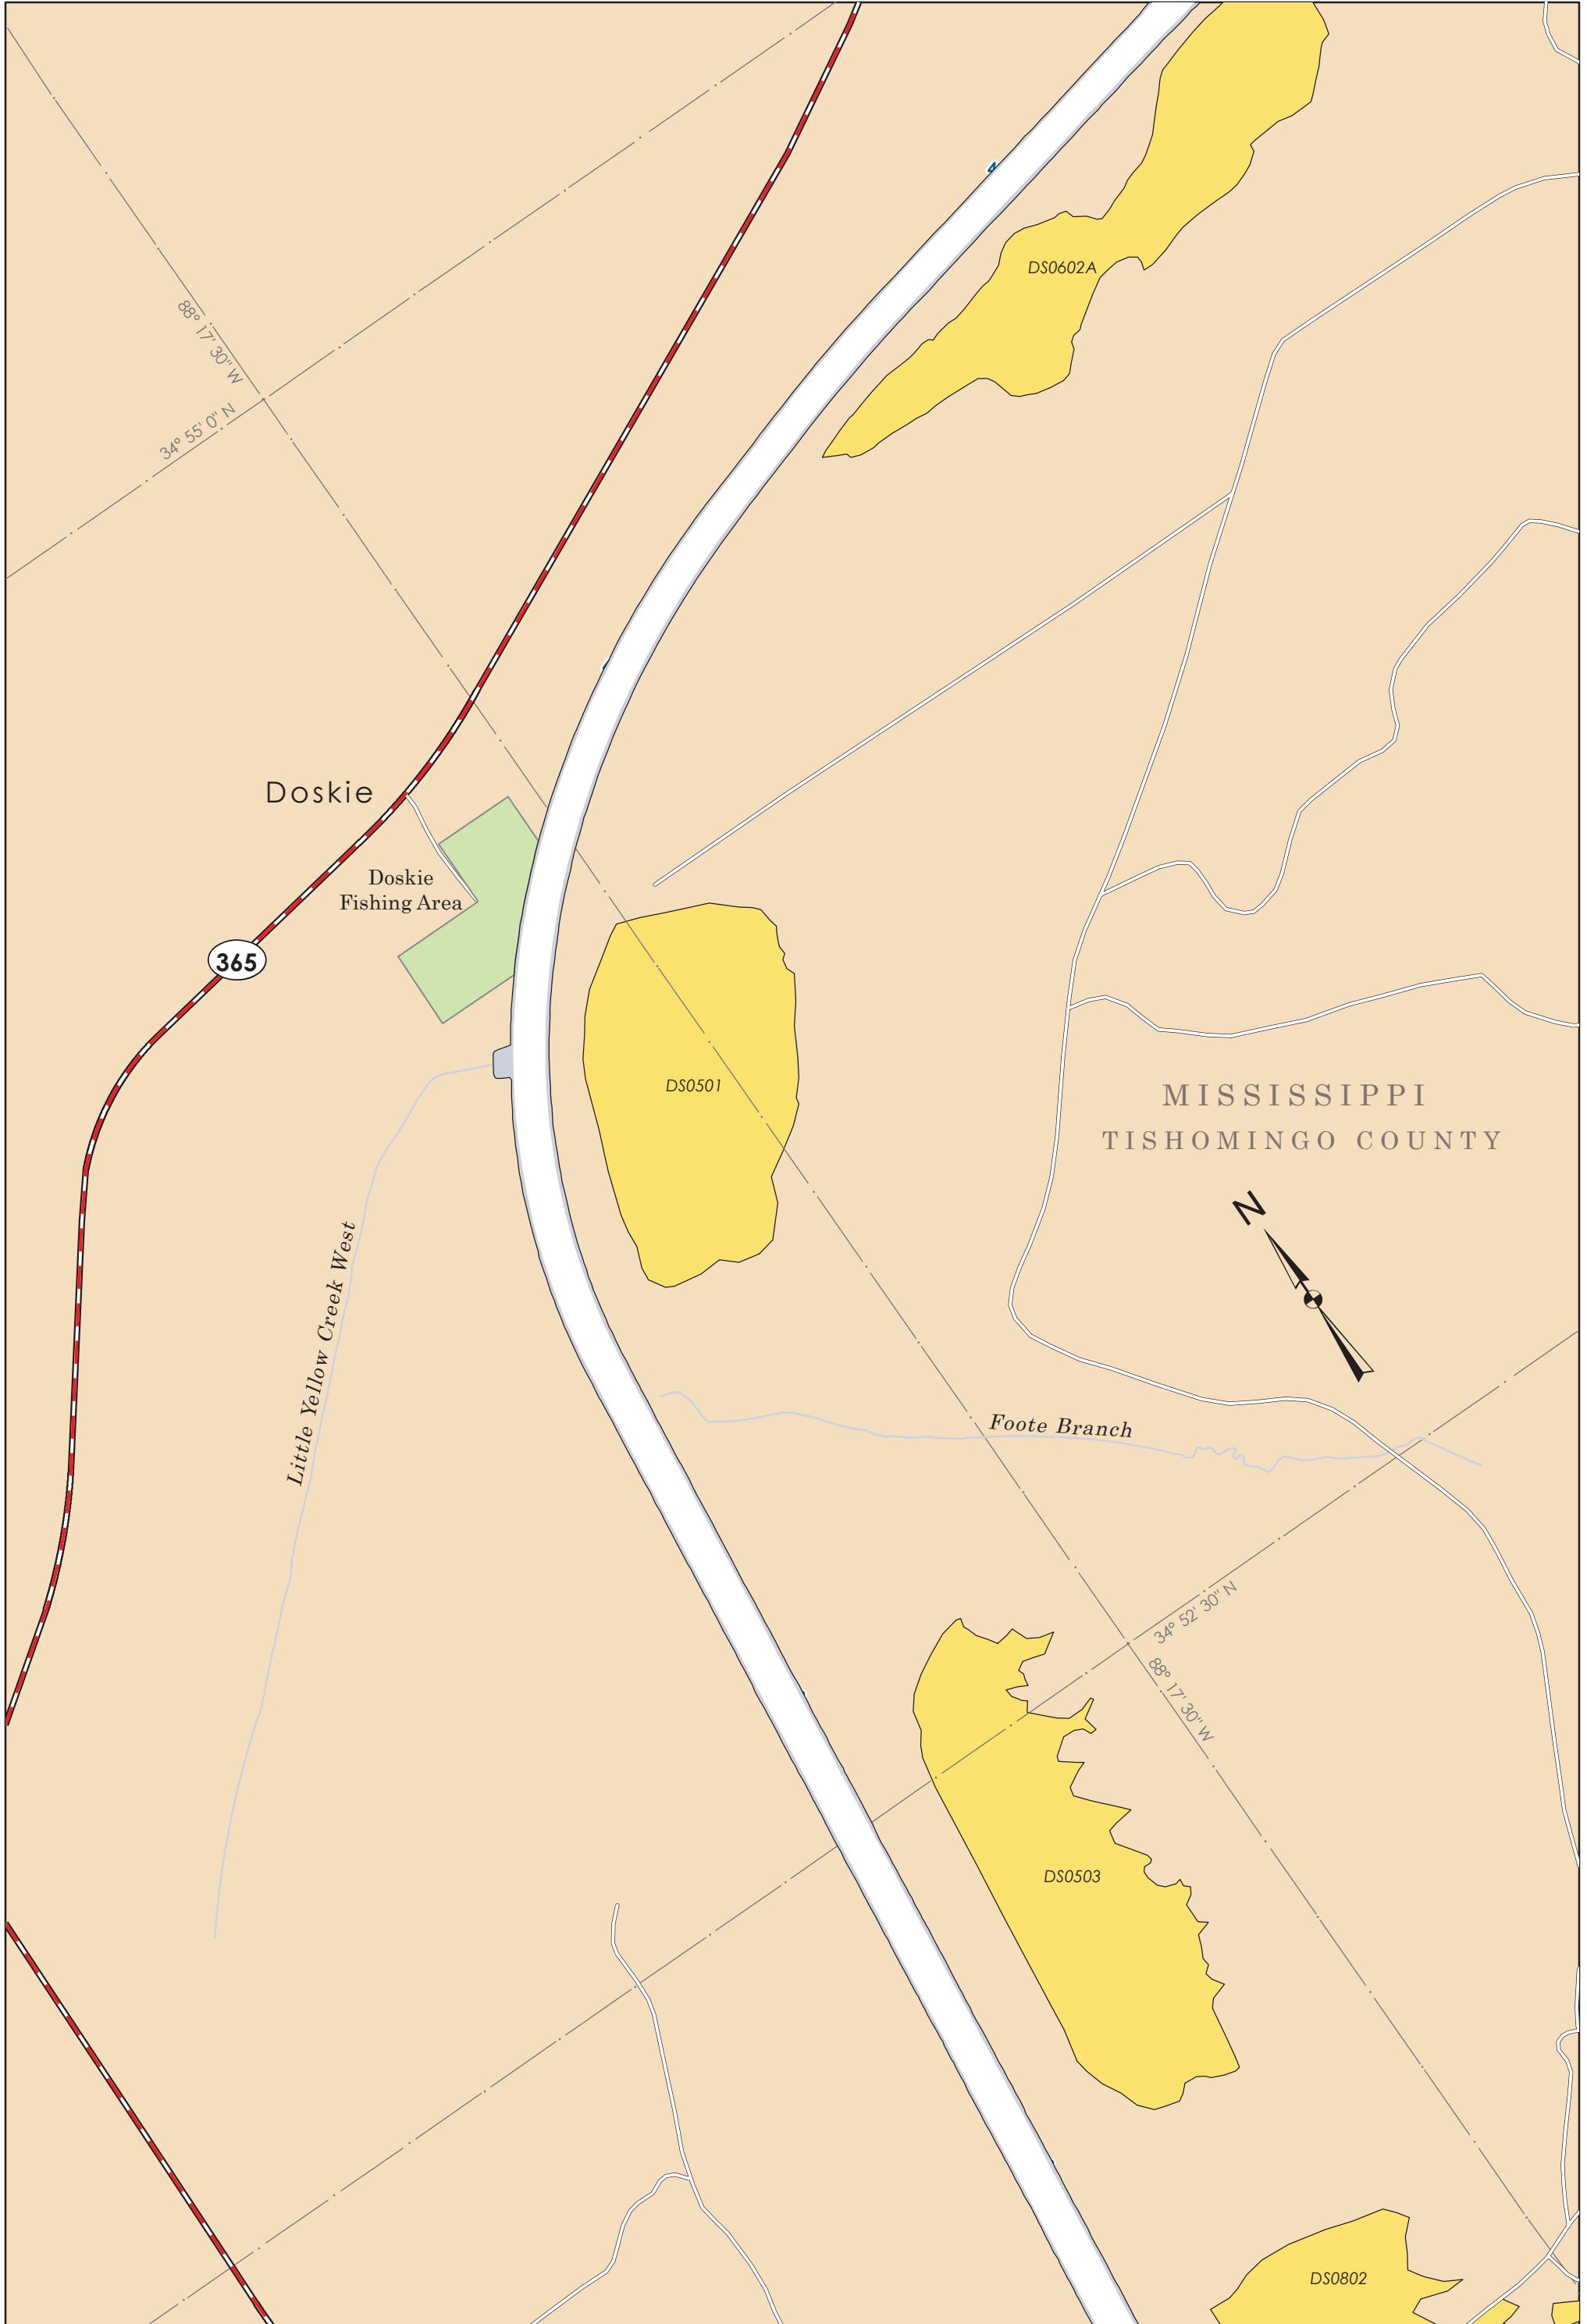 4
DS0602A
88° 17' 30" W
34° 55' 0" N
Doskie
Doskie
Fishing Area
365
DS0501
MISSISSIPPI
TISHOMINGO COUNTY
N
Little Yellow Creek West
Foote Branch
34° 52' 30" N
88° 17' 30" W
DS0503
DS0802